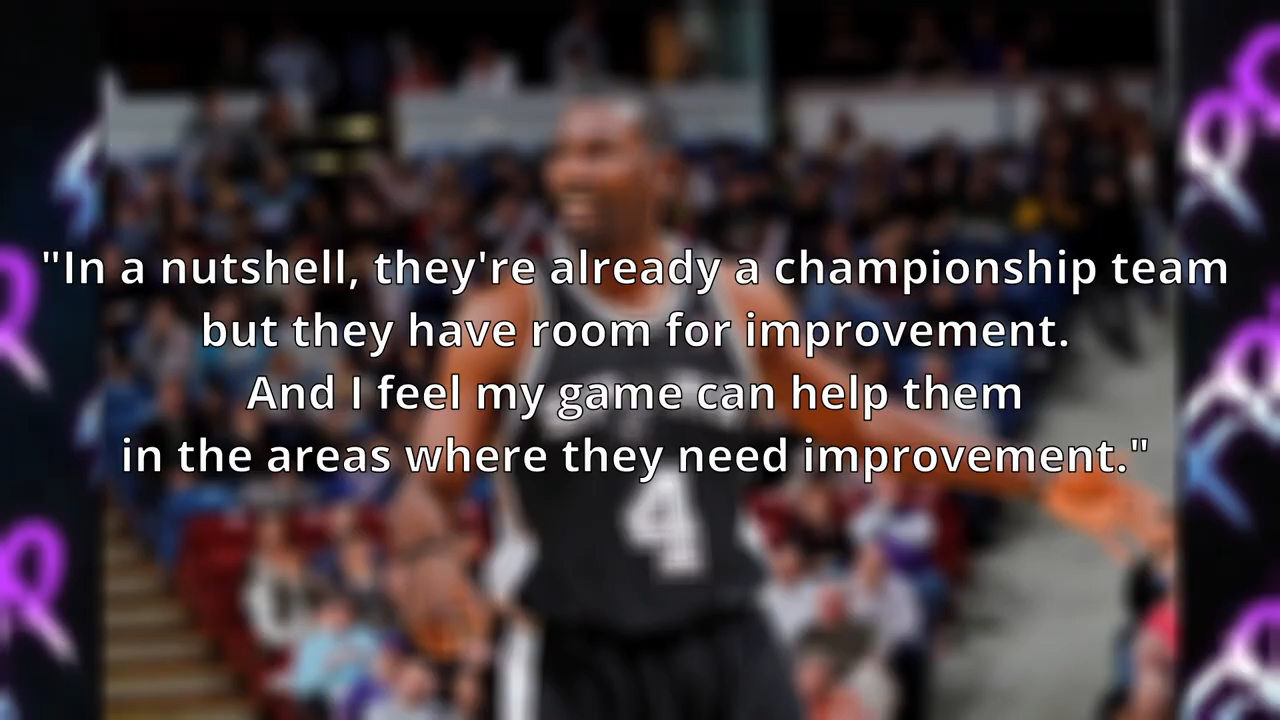 "In a nutshell, they're already a championship team
but they have room for improvement.
And I feel my game can help them
in the areas where they need improvement."
4